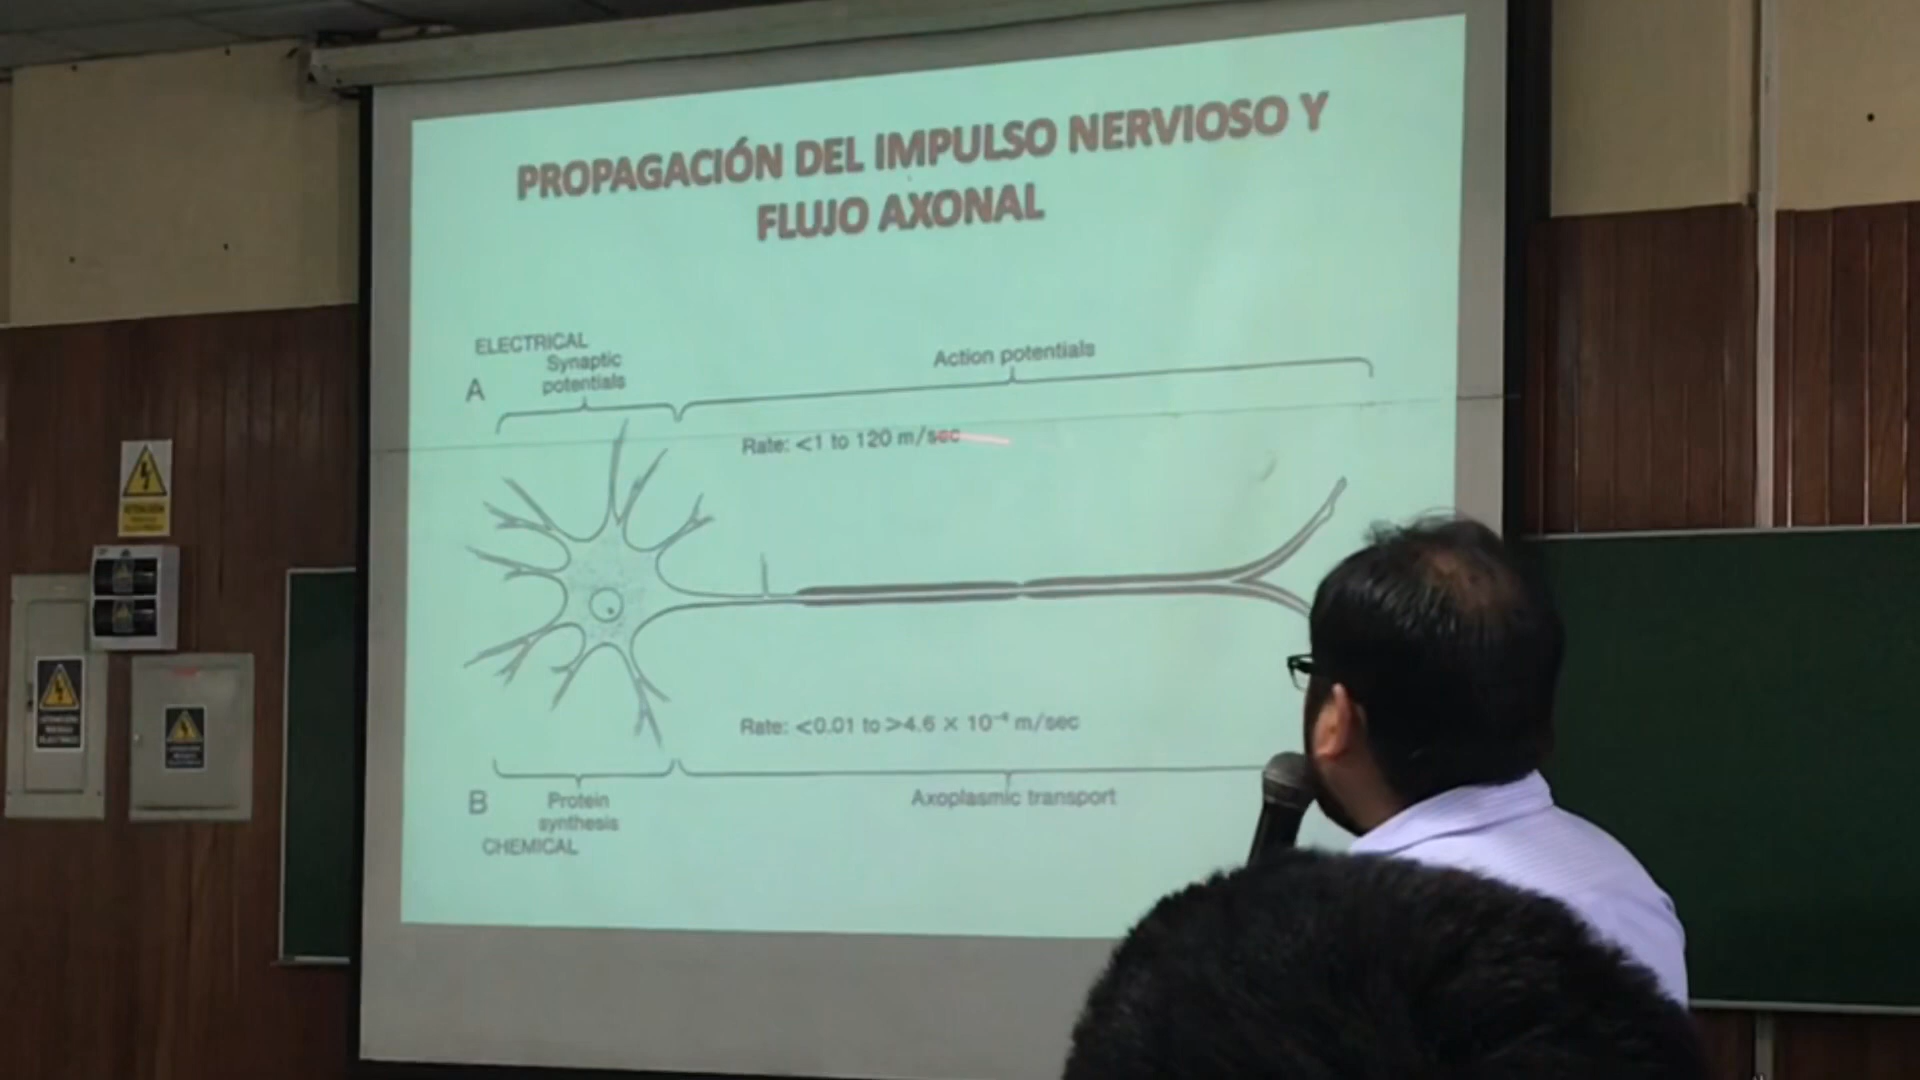 PROPAGACIÓN DEL IMPULSO NERVIOSO Y
FLUJO AXONAL
ELECTRICAL
Synaptic
potentials
A
Action potentials
Rate: <1 to 120 m/sec
Rate: <0.01 to >4.6 × 10⁻⁶ m/sec
B
Protein
synthesis
CHEMICAL
Axoplasmic transport